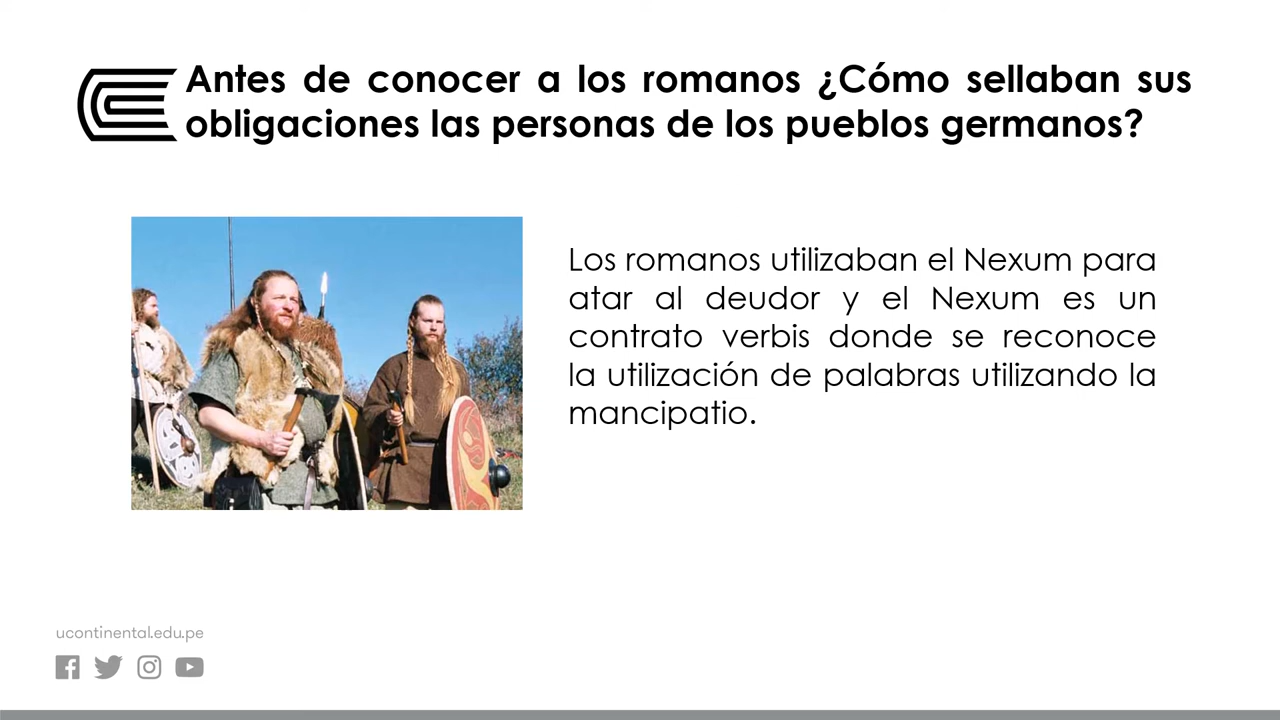 Antes de conocer a los romanos ¿Cómo sellaban sus
obligaciones las personas de los pueblos germanos?
Los romanos utilizaban el Nexum para
atar al deudor y el Nexum es un
contrato verbis donde se reconoce
la utilización de palabras utilizando la
mancipatio.
ucontinental.edu.pe